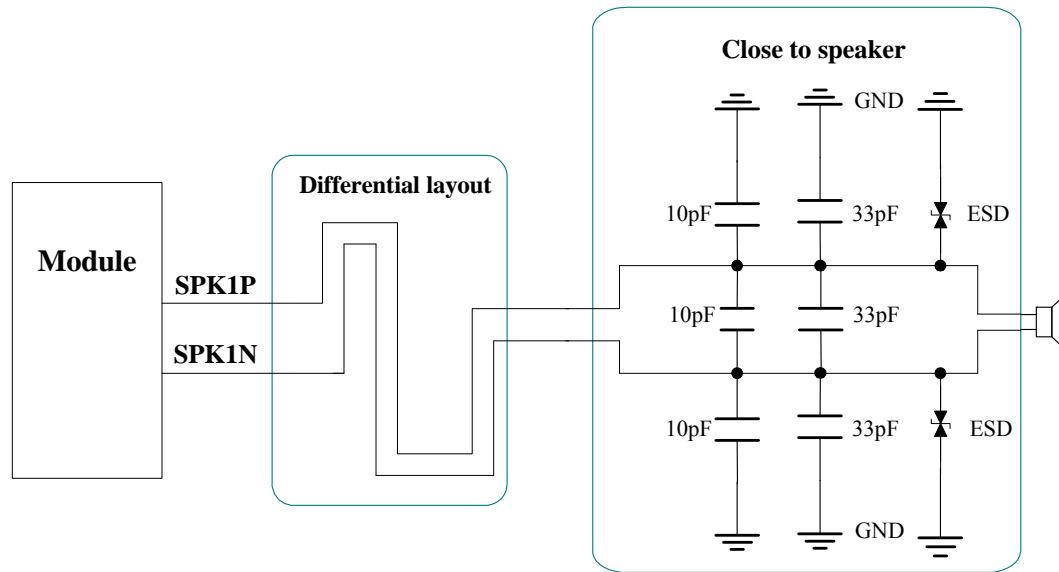 Close to speaker
GND
Differential layout
10pF
33pF
ESD
Module
SPK1P
10pF
33pF
SPK1N
10pF
33pF
ESD
GND